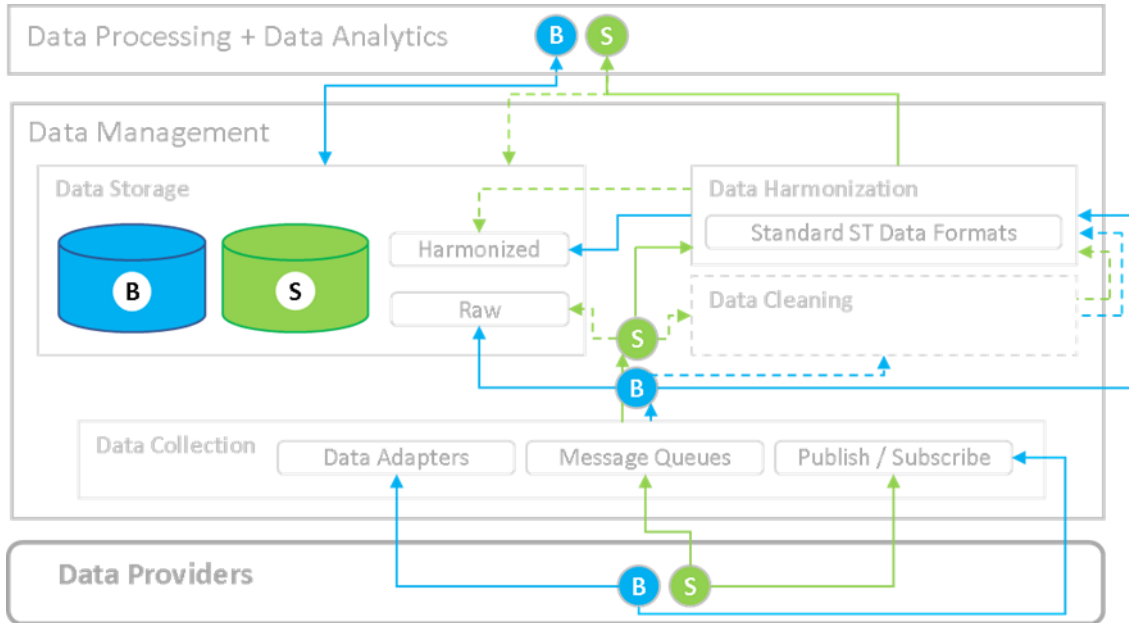 Data Processing + Data Analytics
B
S
Data Management
Data Storage
B
S
Harmonized
Raw
Data Harmonization
Standard ST Data Formats
Data Cleaning
S
B
Data Collection
Data Adapters
Message Queues
Publish / Subscribe
Data Providers
B
S